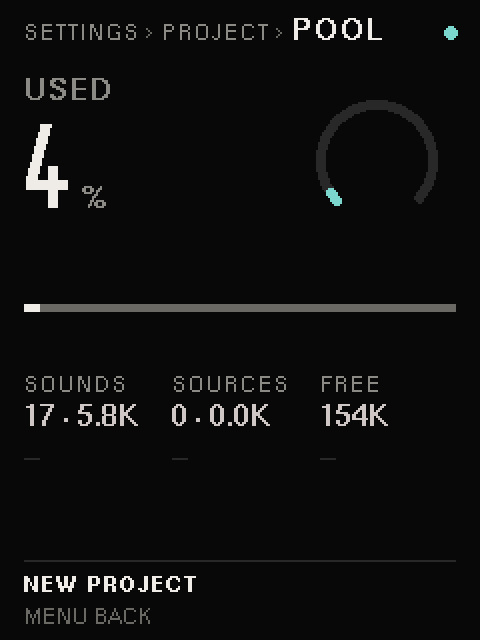 SETTINGS › PROJECT › POOL
USED
4 %
SOUNDS SOURCES FREE
17 · 5.8K 0 · 0.0K 154K
— — —
NEW PROJECT
MENU BACK